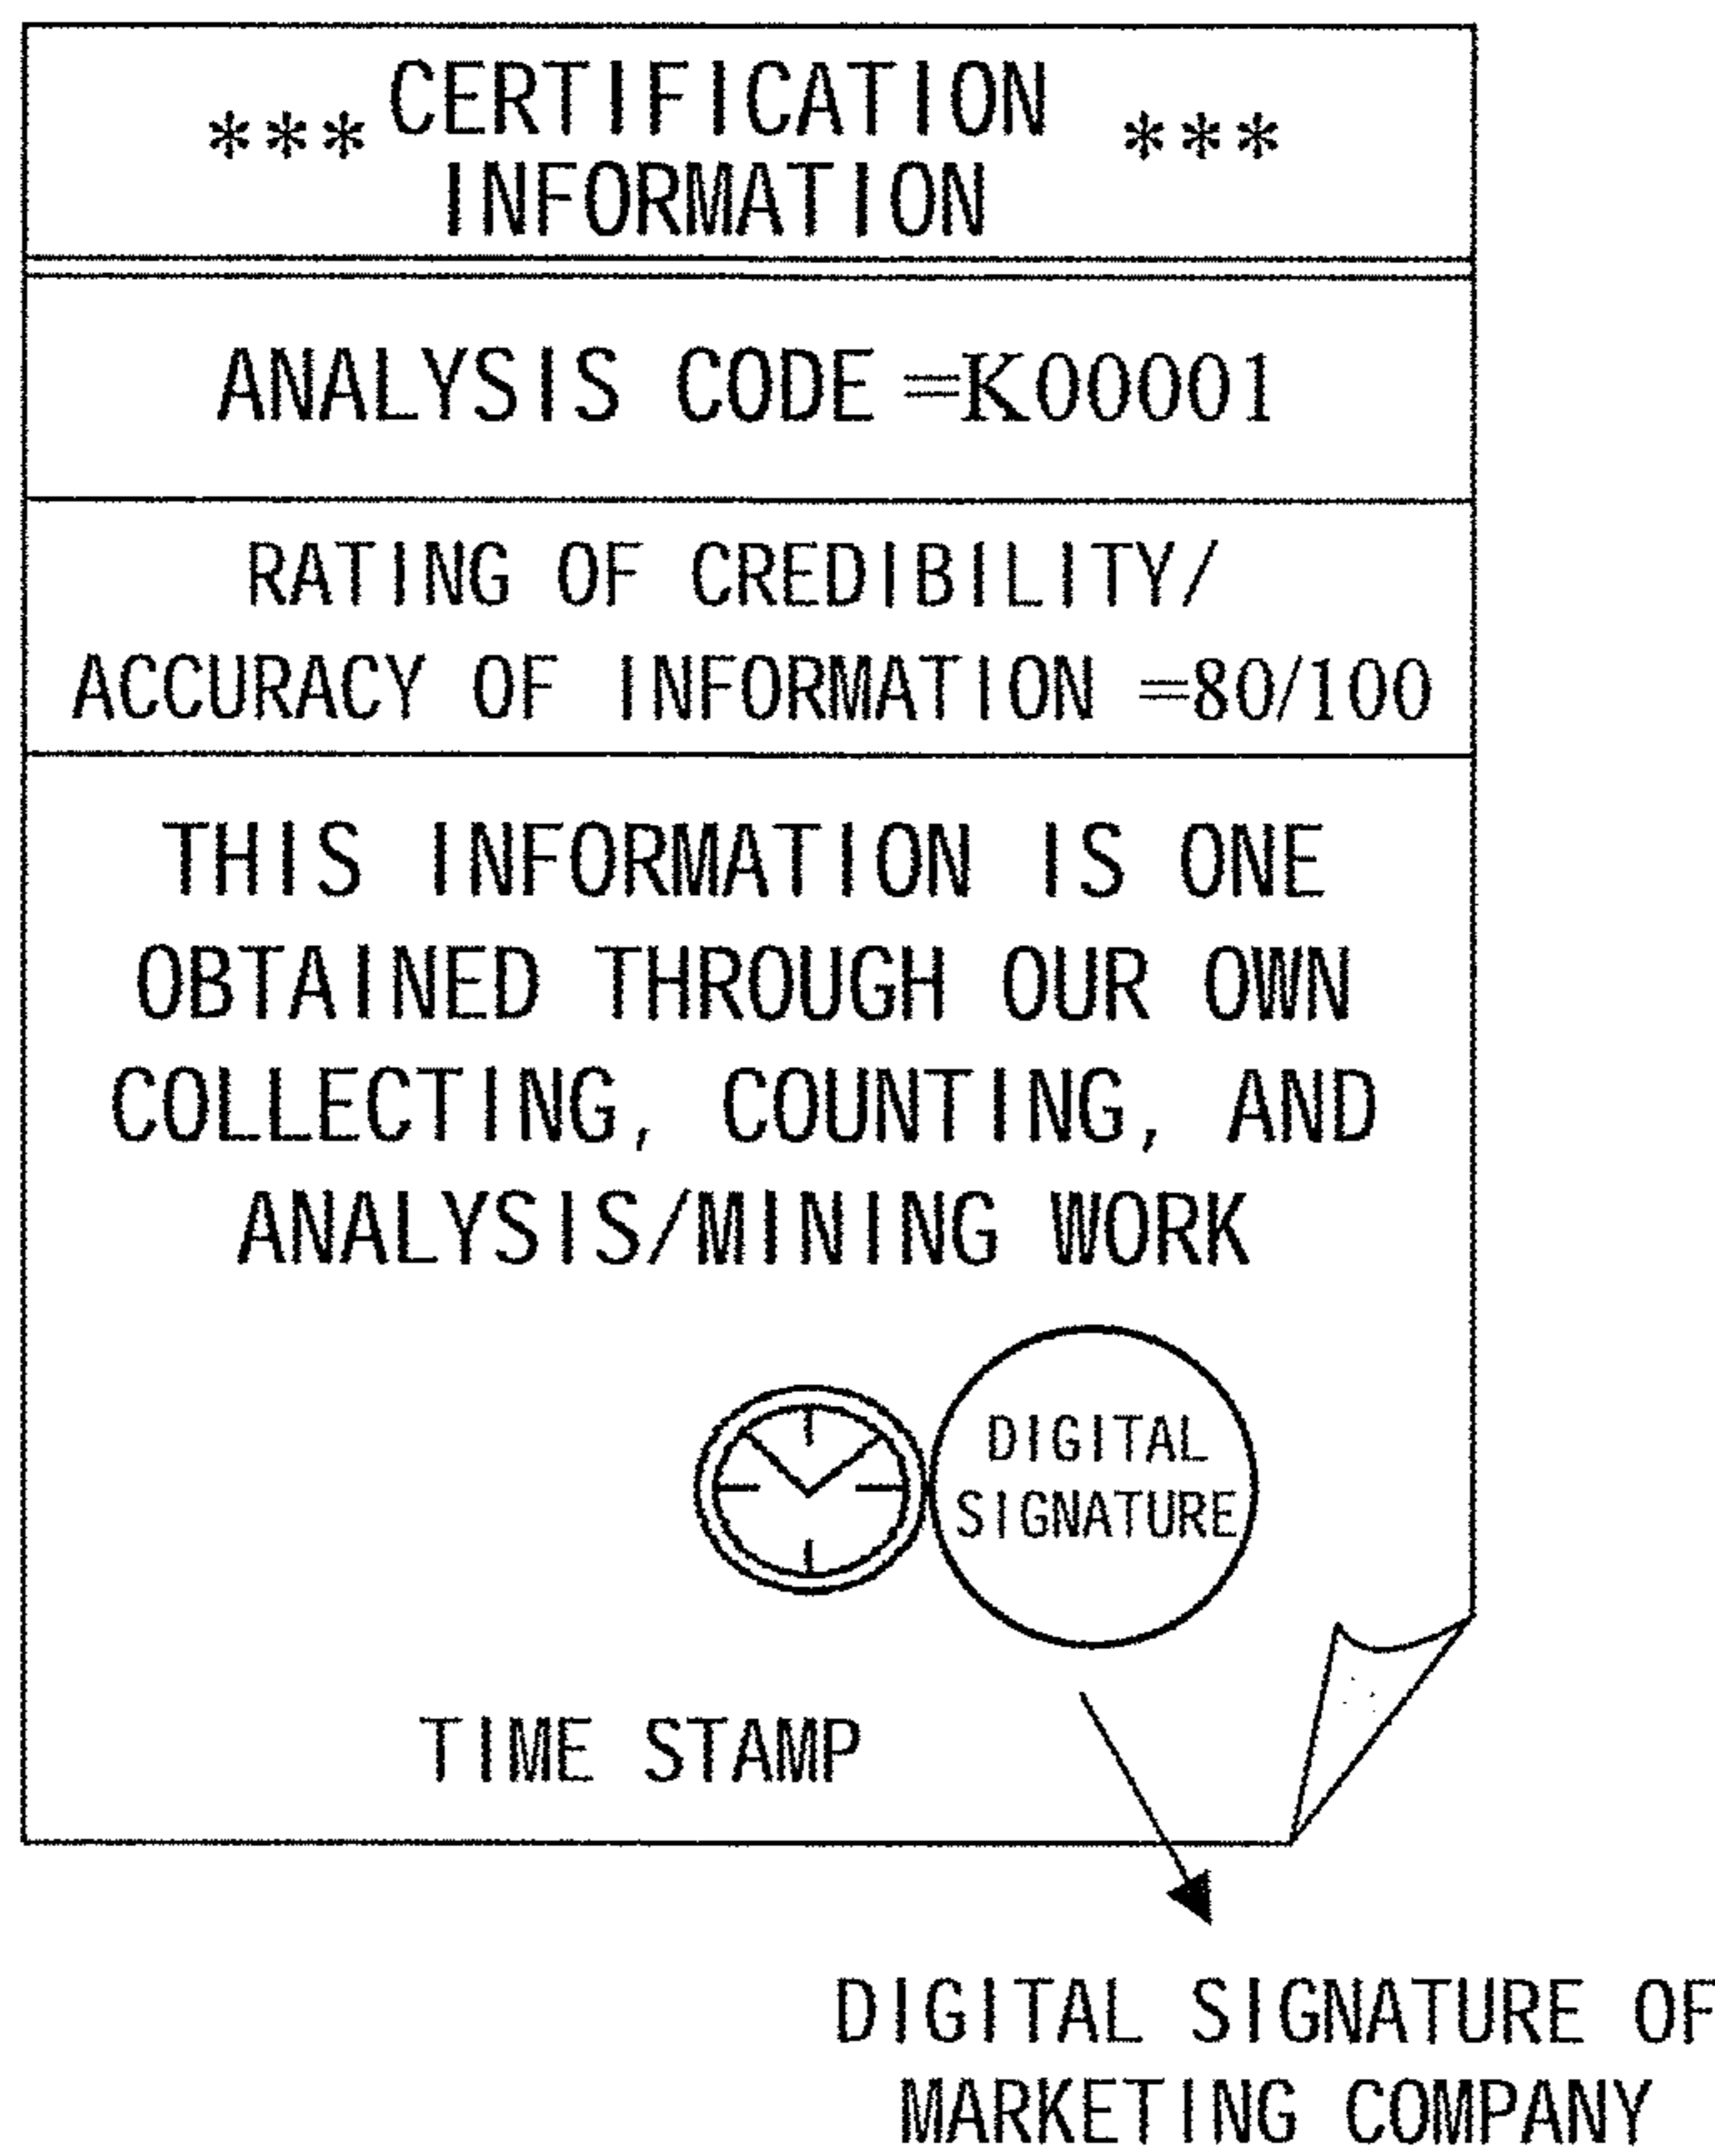 *** CERTIFICATION ***
INFORMATION
ANALYSIS CODE =K00001
RATING OF CREDIBILITY/
ACCURACY OF INFORMATION =80/100
THIS INFORMATION IS ONE
OBTAINED THROUGH OUR OWN
COLLECTING, COUNTING, AND
ANALYSIS/MINING WORK
DIGITAL
SIGNATURE
TIME STAMP
DIGITAL SIGNATURE OF
MARKETING COMPANY